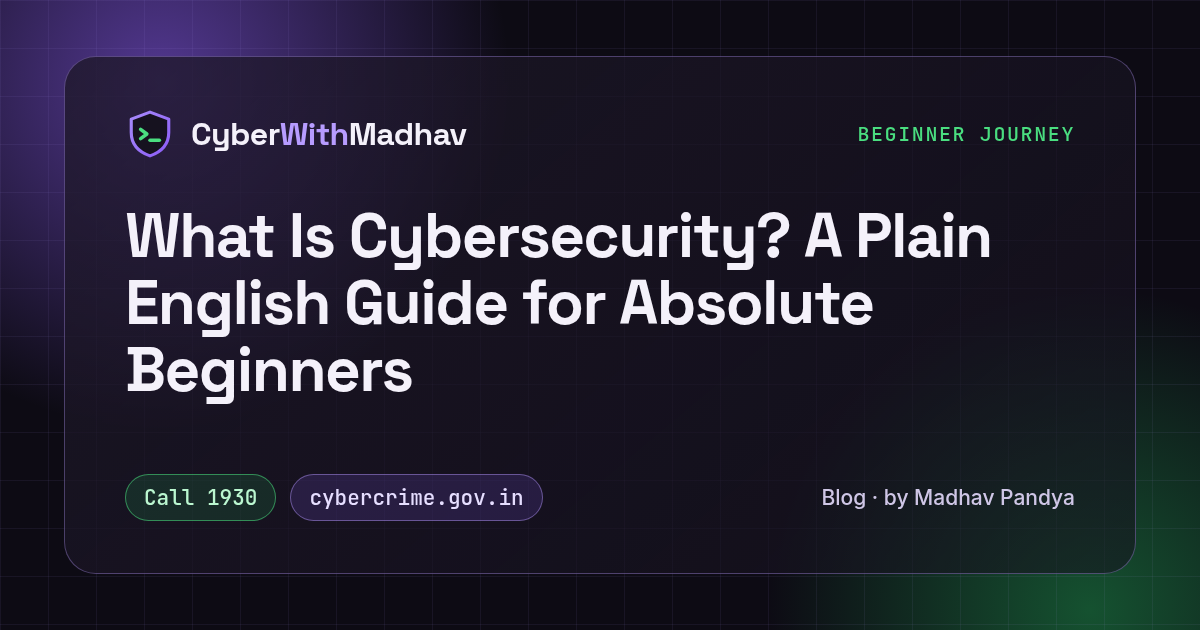 CyberWithMadhav
BEGINNER JOURNEY
What Is Cybersecurity? A Plain
English Guide for Absolute
Beginners
Call 1930
cybercrime.gov.in
Blog · by Madhav Pandya